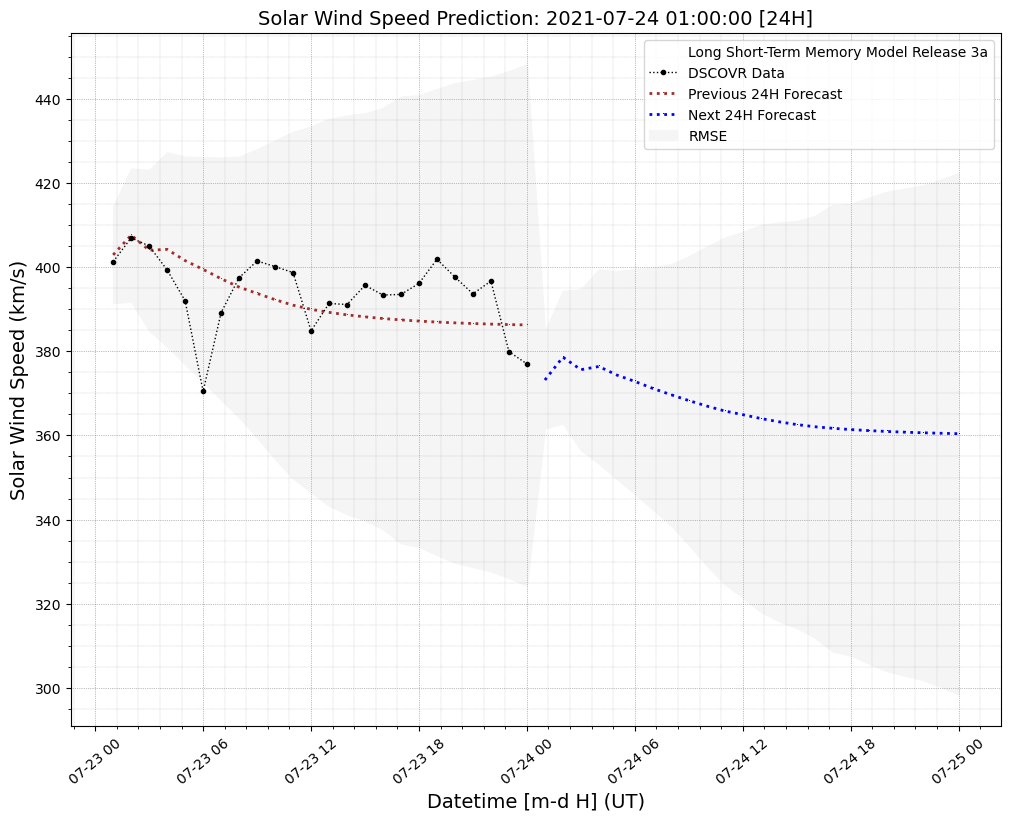 Solar Wind Speed Prediction: 2021-07-24 01:00:00 [24H]
Long Short-Term Memory Model Release 3a
DSCOVR Data
Previous 24H Forecast
Next 24H Forecast
RMSE
Solar Wind Speed (km/s)
440
420
400
380
360
340
320
300
07-23 00
07-23 06
07-23 12
07-23 18
07-24 00
07-24 06
07-24 12
07-24 18
07-25 00
Datetime [m-d H] (UT)